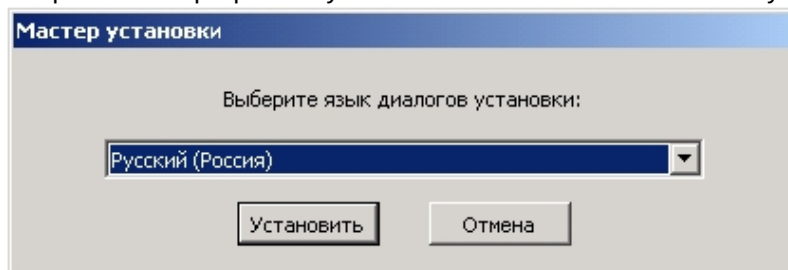 Мастер установки
Выберите язык диалогов установки:
Русский (Россия)
Установить
Отмена